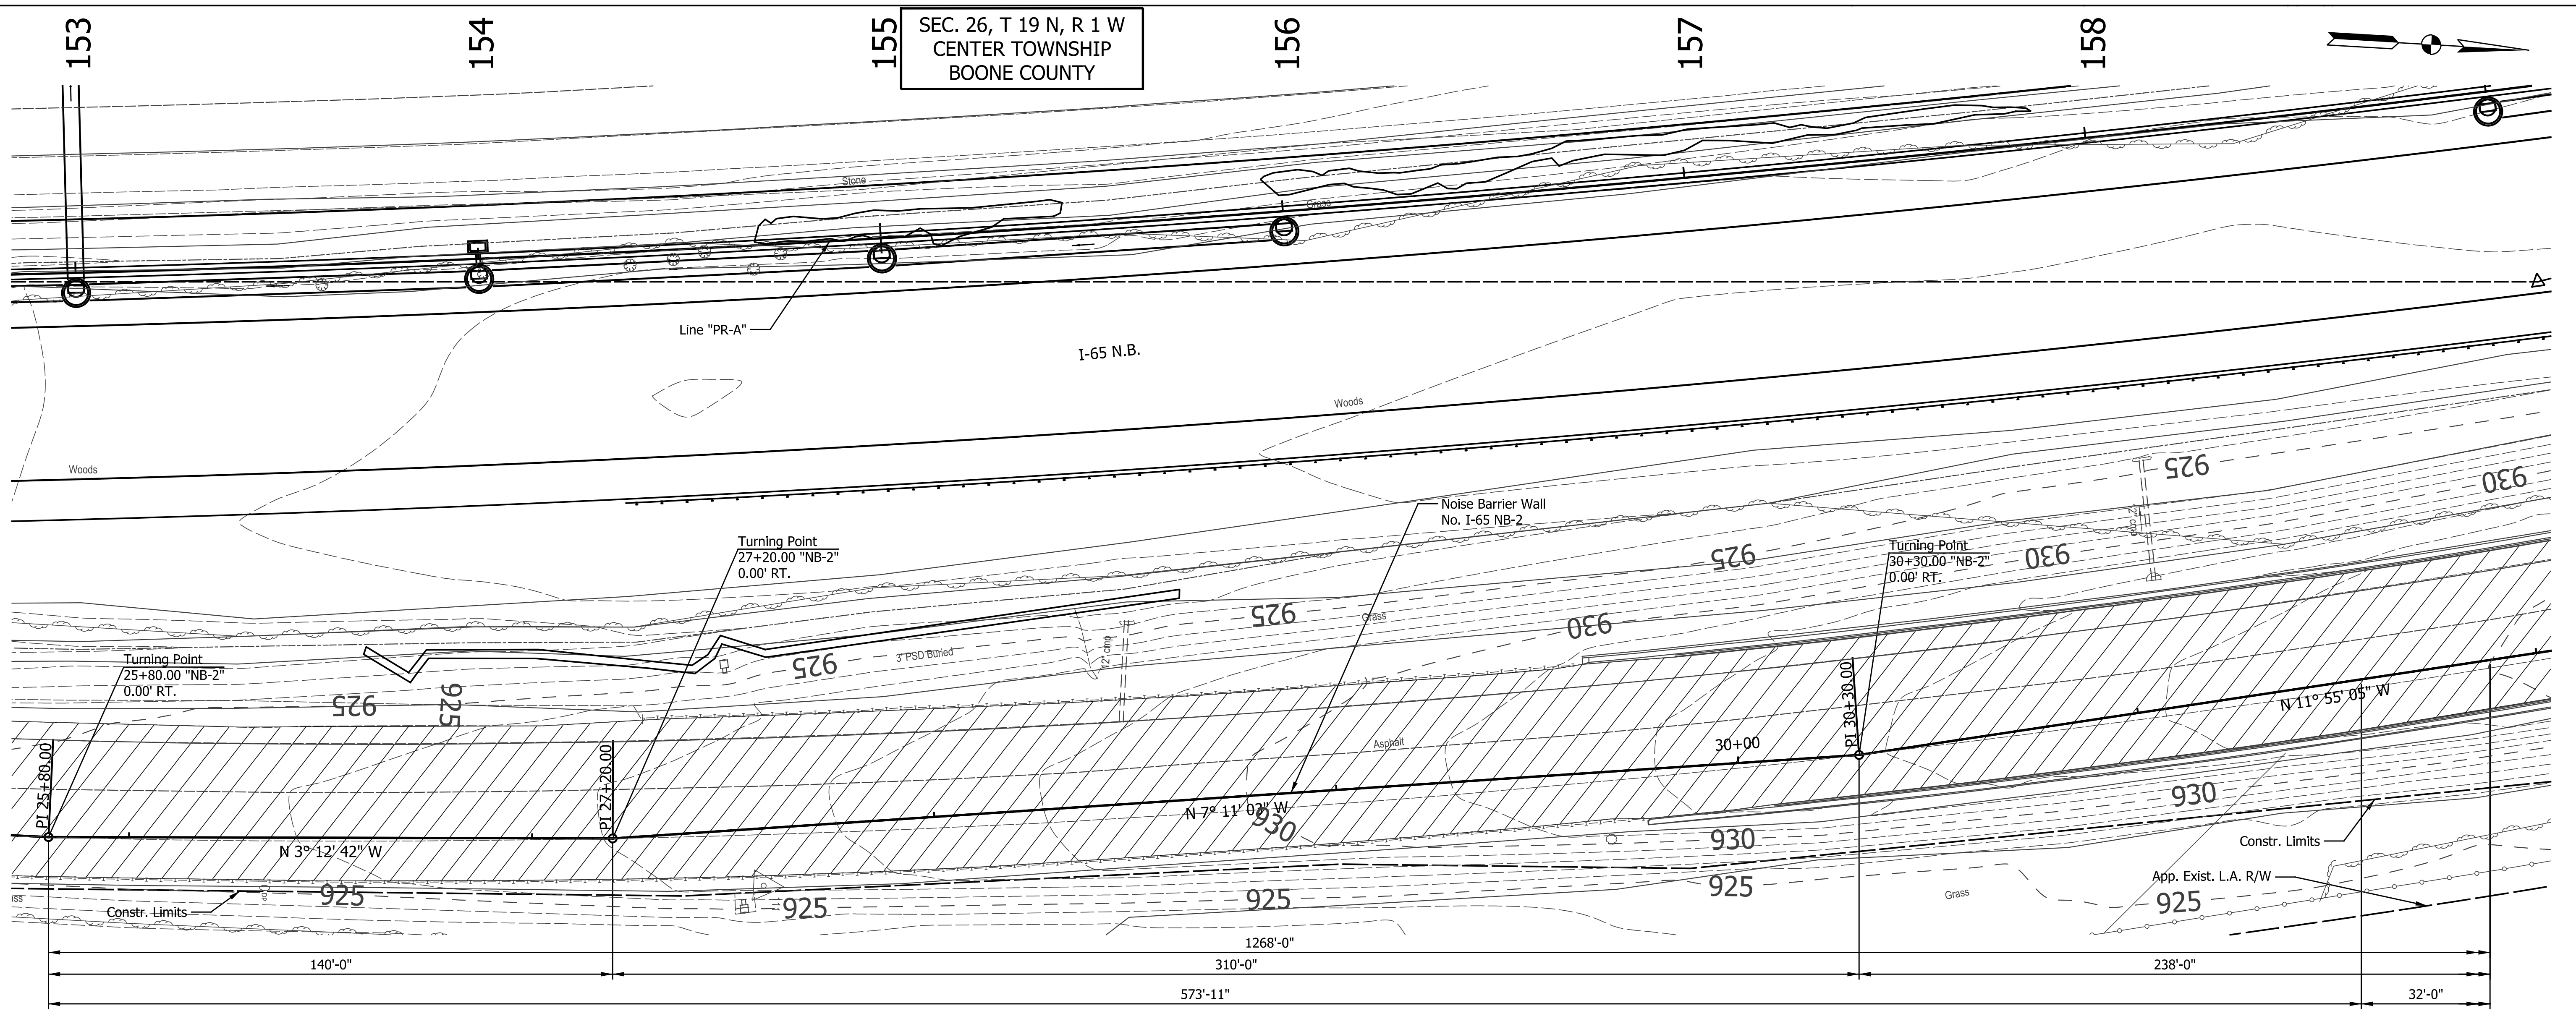 153
154
155
SEC. 26, T 19 N, R 1 W
CENTER TOWNSHIP
BOONE COUNTY
156
157
158
Stone
Grass
Line "PR-A"
I-65 N.B.
Woods
Woods
Noise Barrier Wall
No. I-65 NB-2
925
930
12" cmp
Turning Point
27+20.00 "NB-2"
0.00' RT.
Turning Point
30+30.00 "NB-2"
0.00' RT.
925
930
925
Grass
930
Turning Point
25+80.00 "NB-2"
0.00' RT.
12" cmp
3' PSD Buried
925
925
925
PI 25+80.00
PI 27+20.00
PI 30+30.00
Asphalt
30+00
N 11° 55' 05" W
N 7° 11' 03" W
930
930
930
N 3° 12' 42" W
Constr. Limits
Constr. Limits
925
925
925
925
Grass
App. Exist. L.A. R/W
925
1268'-0"
140'-0"
310'-0"
238'-0"
573'-11"
32'-0"